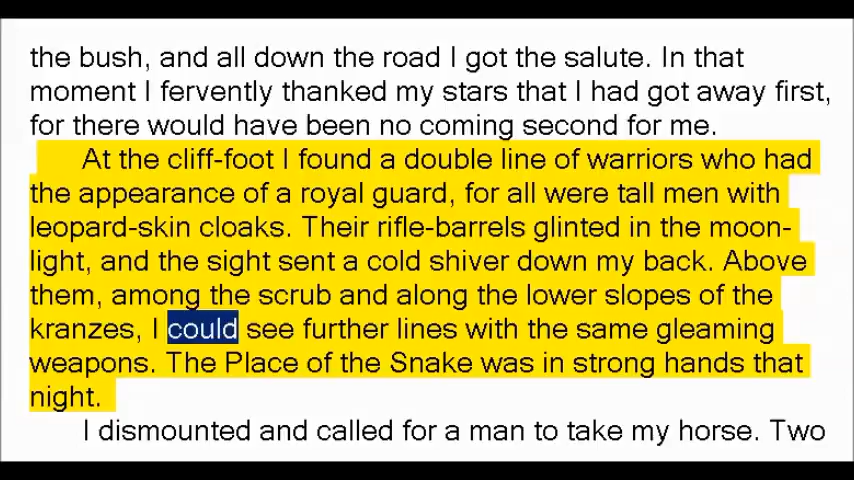 the bush, and all down the road I got the salute. In that
moment I fervently thanked my stars that I had got away first,
for there would have been no coming second for me.
At the cliff-foot I found a double line of warriors who had
the appearance of a royal guard, for all were tall men with
leopard-skin cloaks. Their rifle-barrels glinted in the moon-
light, and the sight sent a cold shiver down my back. Above
them, among the scrub and along the lower slopes of the
kranzes, I could see further lines with the same gleaming
weapons. The Place of the Snake was in strong hands that
night.
I dismounted and called for a man to take my horse. Two